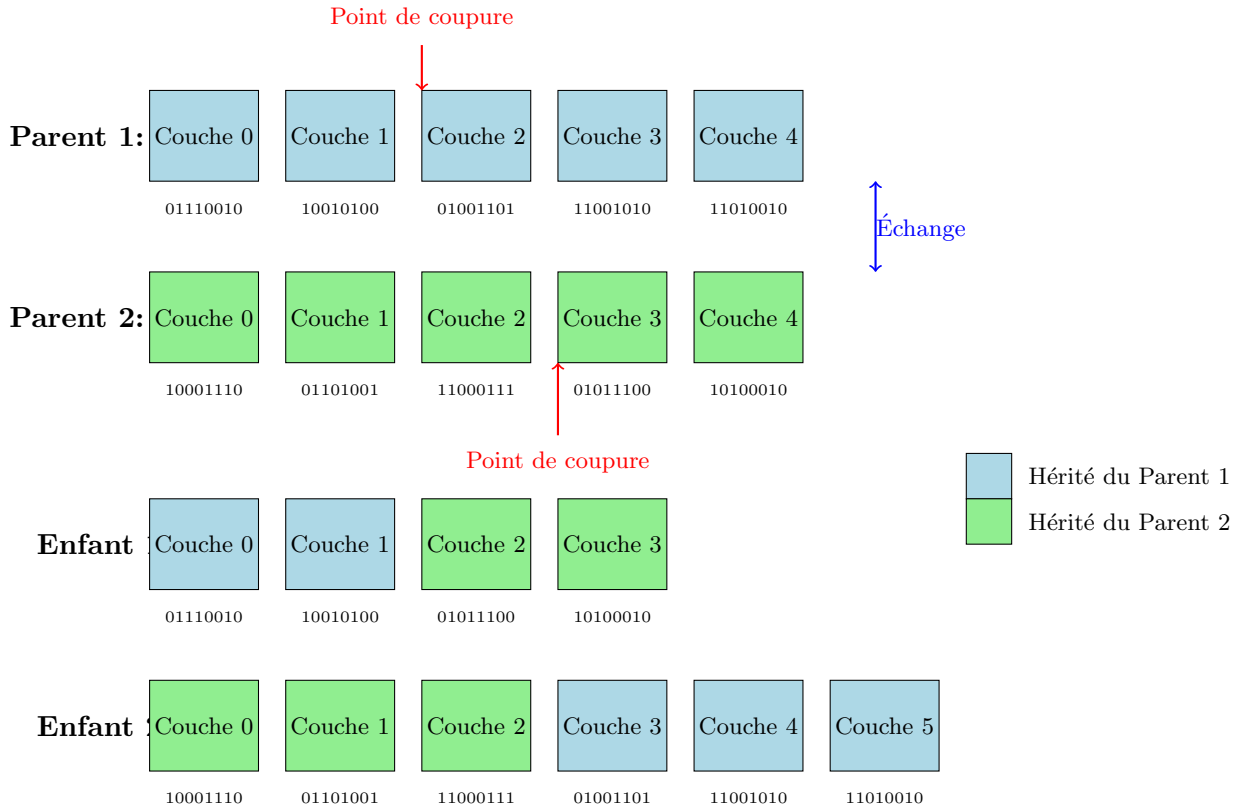 Point de coupure
Parent 1: Couche 0 Couche 1 Couche 2 Couche 3 Couche 4
01110010 10010100 01001101 11001010 11010010
Échange
Parent 2: Couche 0 Couche 1 Couche 2 Couche 3 Couche 4
10001110 01101001 11000111 01011100 10100010
Point de coupure
Hérité du Parent 1
Hérité du Parent 2
Enfant Couche 0 Couche 1 Couche 2 Couche 3
01110010 10010100 01011100 10100010
Enfant Couche 0 Couche 1 Couche 2 Couche 3 Couche 4 Couche 5
10001110 01101001 11000111 01001101 11001010 11010010